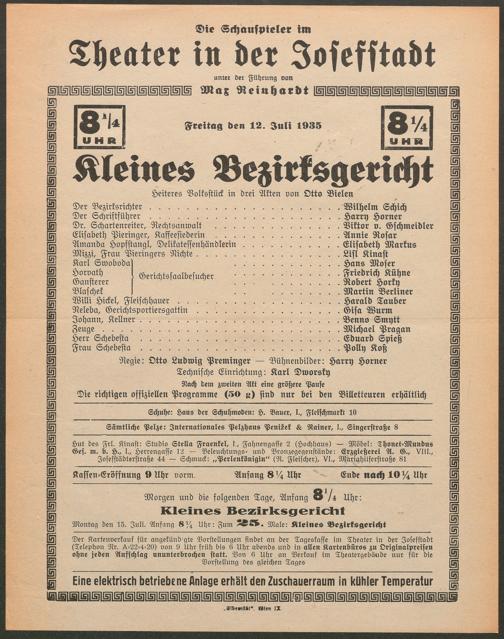 Die Schauspieler im
Theater in der Josefstadt
unter der Führung von
Max Reinhardt
8 1/4 UHR
Freitag den 12. Juli 1935
8 1/4 UHR
Kleines Bezirksgericht
Heiteres Volksstück in drei Akten von Otto Bielen
Der Bezirksrichter . . . Wilhelm Schich
Der Schriftführer . . . Harry Horner
Dr. Scharienreiter, Rechtsanwalt . . . Viktor v. Gschmeidler
Elisabeth Pieringer, Kaffeesiederin . . . Annie Rosar
Amanda Hopfstangl, Delikatessenhändlerin . . . Elisabeth Markus
Mizzi, Frau Pieringers Nichte . . . Lisl Kinast
Karl Swoboda . . . Hans Moser
Horvath } Gerichtssaalbesucher . . . Friedrich Kühne
Gansterer . . . Robert Horky
Blaschek . . . Martin Berliner
Willi Hickel, Fleischhauer . . . Harald Tauber
Neleba, Gerichtsportiersgattin . . . Gisa Wurm
Johann, Kellner . . . Benno Smytt
Zeuge . . . Michael Pragan
Herr Schebesta . . . Eduard Spieß
Frau Schebesta . . . Polly Koß
Regie: Otto Ludwig Preminger — Bühnenbilder: Harry Horner
Technische Einrichtung: Karl Dworsky
Nach dem zweiten Akt eine größere Pause
Die richtigen offiziellen Programme (50 g) sind nur bei den Billetteuren erhältlich
Schuhe: Haus der Schuhmoden: H. Bauer, I., Fleischmarkt 10
Sämtliche Pelze: Internationales Pelzhaus Penižek & Rainer, I., Singerstraße 8
Hut des Frl. Kinast: Studio Stella Fraenkel, I., Fahnengasse 2 (Hochhaus) — Möbel: Thonet-Mundus
Ges. m. b. H., I., Herrengasse 12 — Beleuchtungs- und Bronzegegenstände: Erzgießerei A. G., VIII.,
Josefstädterstraße 44 — Schmuck: „Perlenkönigin“ (R. Fleischer), VI., Mariahilferstraße 81
Kassen-Eröffnung 9 Uhr vorm. Anfang 8 1/4 Uhr Ende nach 10 1/4 Uhr
Morgen und die folgenden Tage, Anfang 8 1/4 Uhr:
Kleines Bezirksgericht
Montag den 15. Juli. Anfang 8 1/4 Uhr: Zum 25. Male: Kleines Bezirksgericht
Der Kartenverkauf für angekündigte Vorstellungen findet an der Tageskasse im Theater in der Josefstadt
(Telephon Nr. A-22-4-20) von 9 Uhr früh bis 6 Uhr abends und in allen Kartenbüros zu Originalpreisen
ohne jeden Aufschlag ununterbrochen statt. Von 6 Uhr an Verkauf im Theatergebäude nur für die
Vorstellung des gleichen Tages
Eine elektrisch betriebene Anlage erhält den Zuschauerraum in kühler Temperatur
„Elbemühl“, Wien IX.